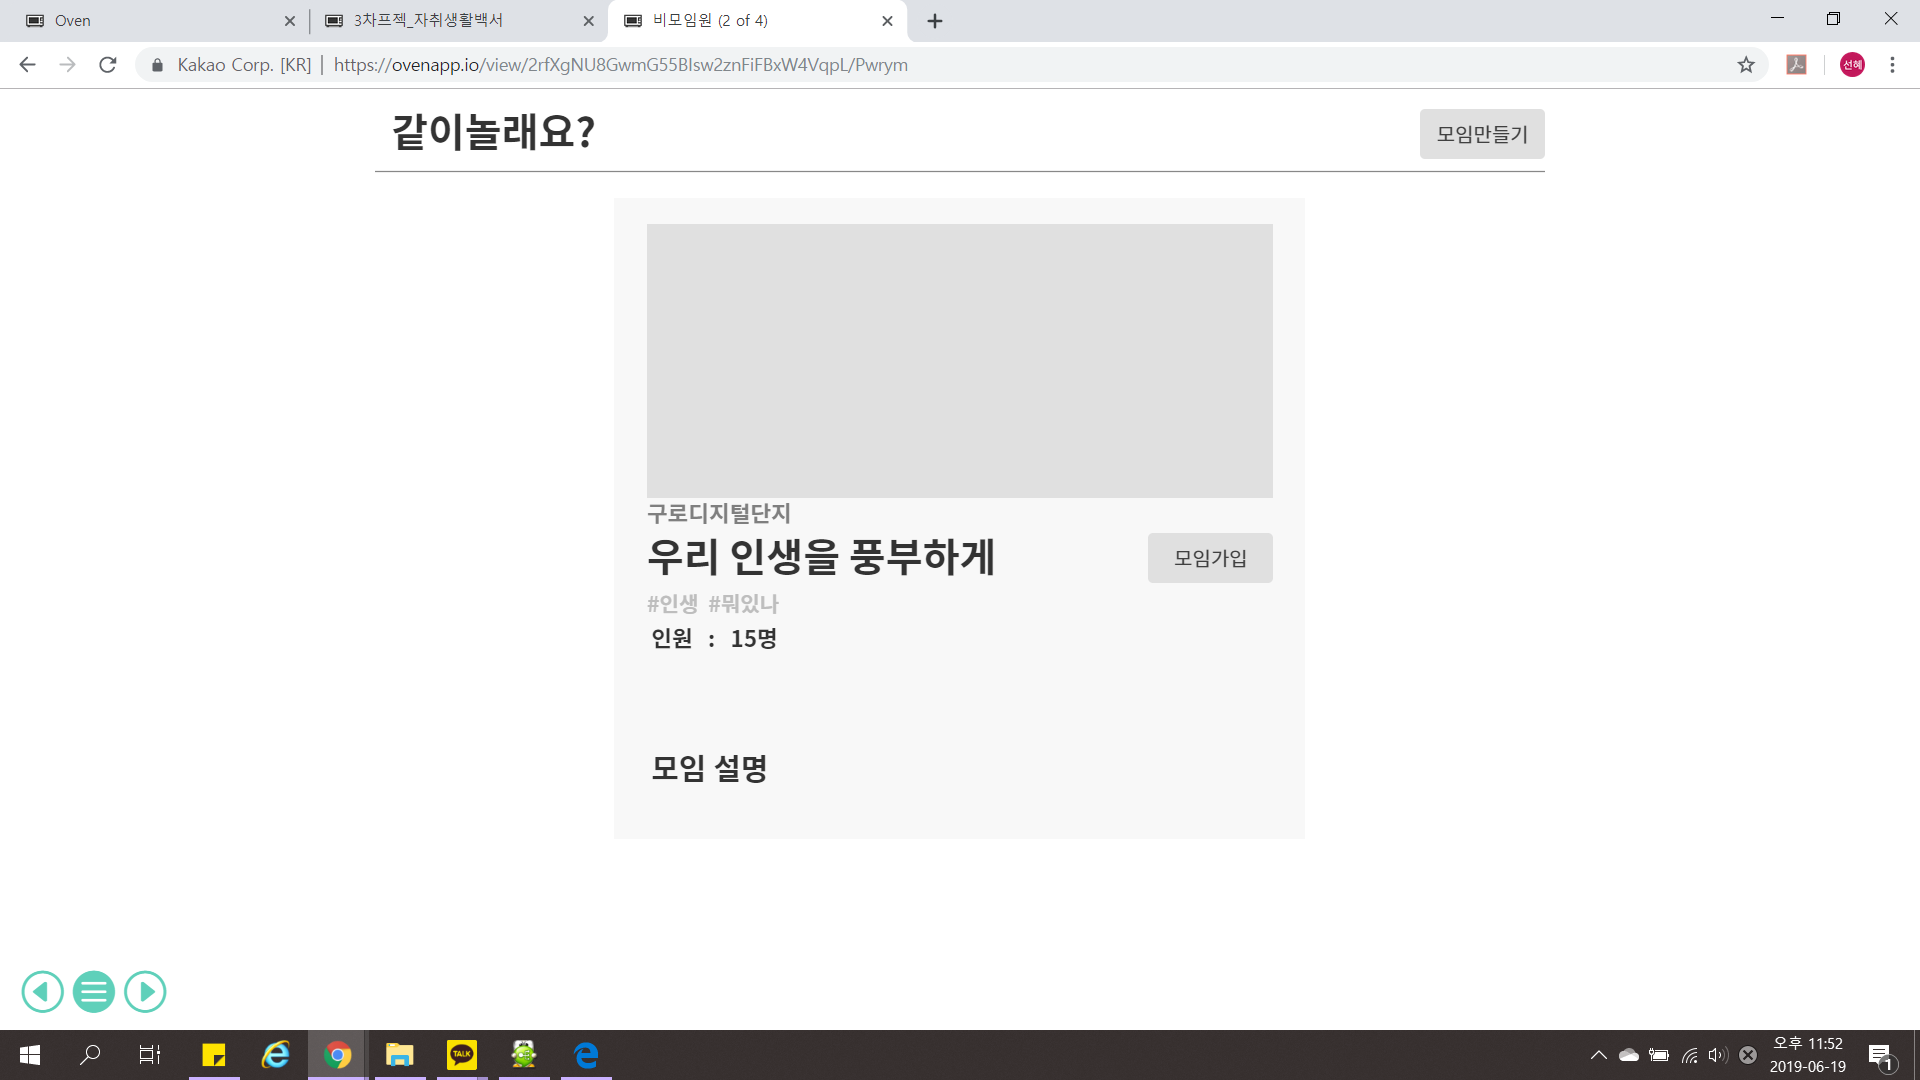 Oven
3차프젝_자취생활백서
비모임원 (2 of 4)
Kakao Corp. [KR] | https://ovenapp.io/view/2rfXgNU8GwmG55BIsw2znFiFBxW4VqpL/Pwrym
선혜
같이놀래요?
모임만들기
구로디지털단지
우리 인생을 풍부하게
모임가입
#인생 #뭐있나
인원 : 15명
모임 설명
TALK
오후 11:52
2019-06-19
1